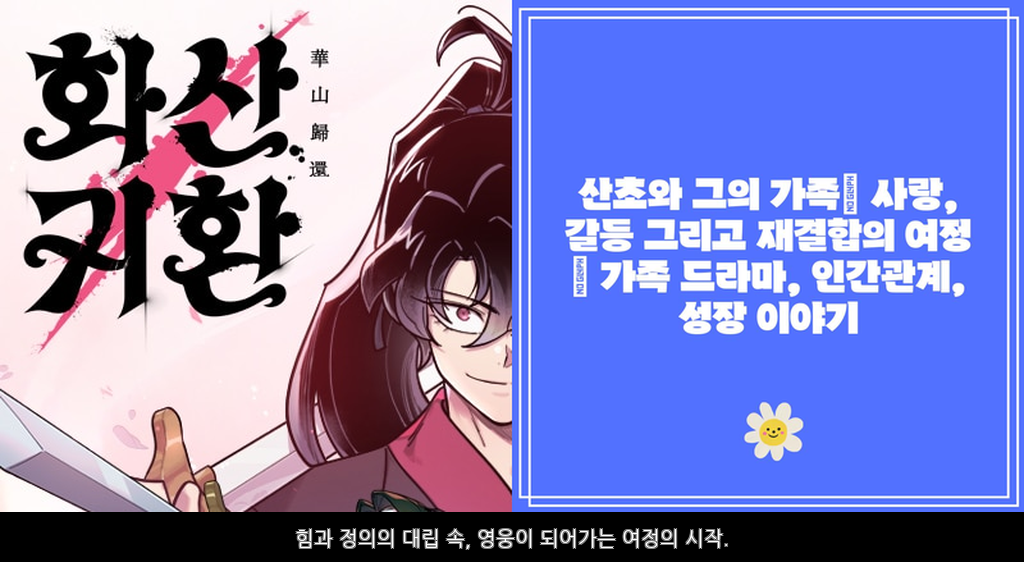 화산
귀환
華
山
歸
還
산초와 그의 가족| 사랑,
갈등 그리고 재결합의 여정
| 가족 드라마, 인간관계,
성장 이야기
힘과 정의의 대립 속, 영웅이 되어가는 여정의 시작.